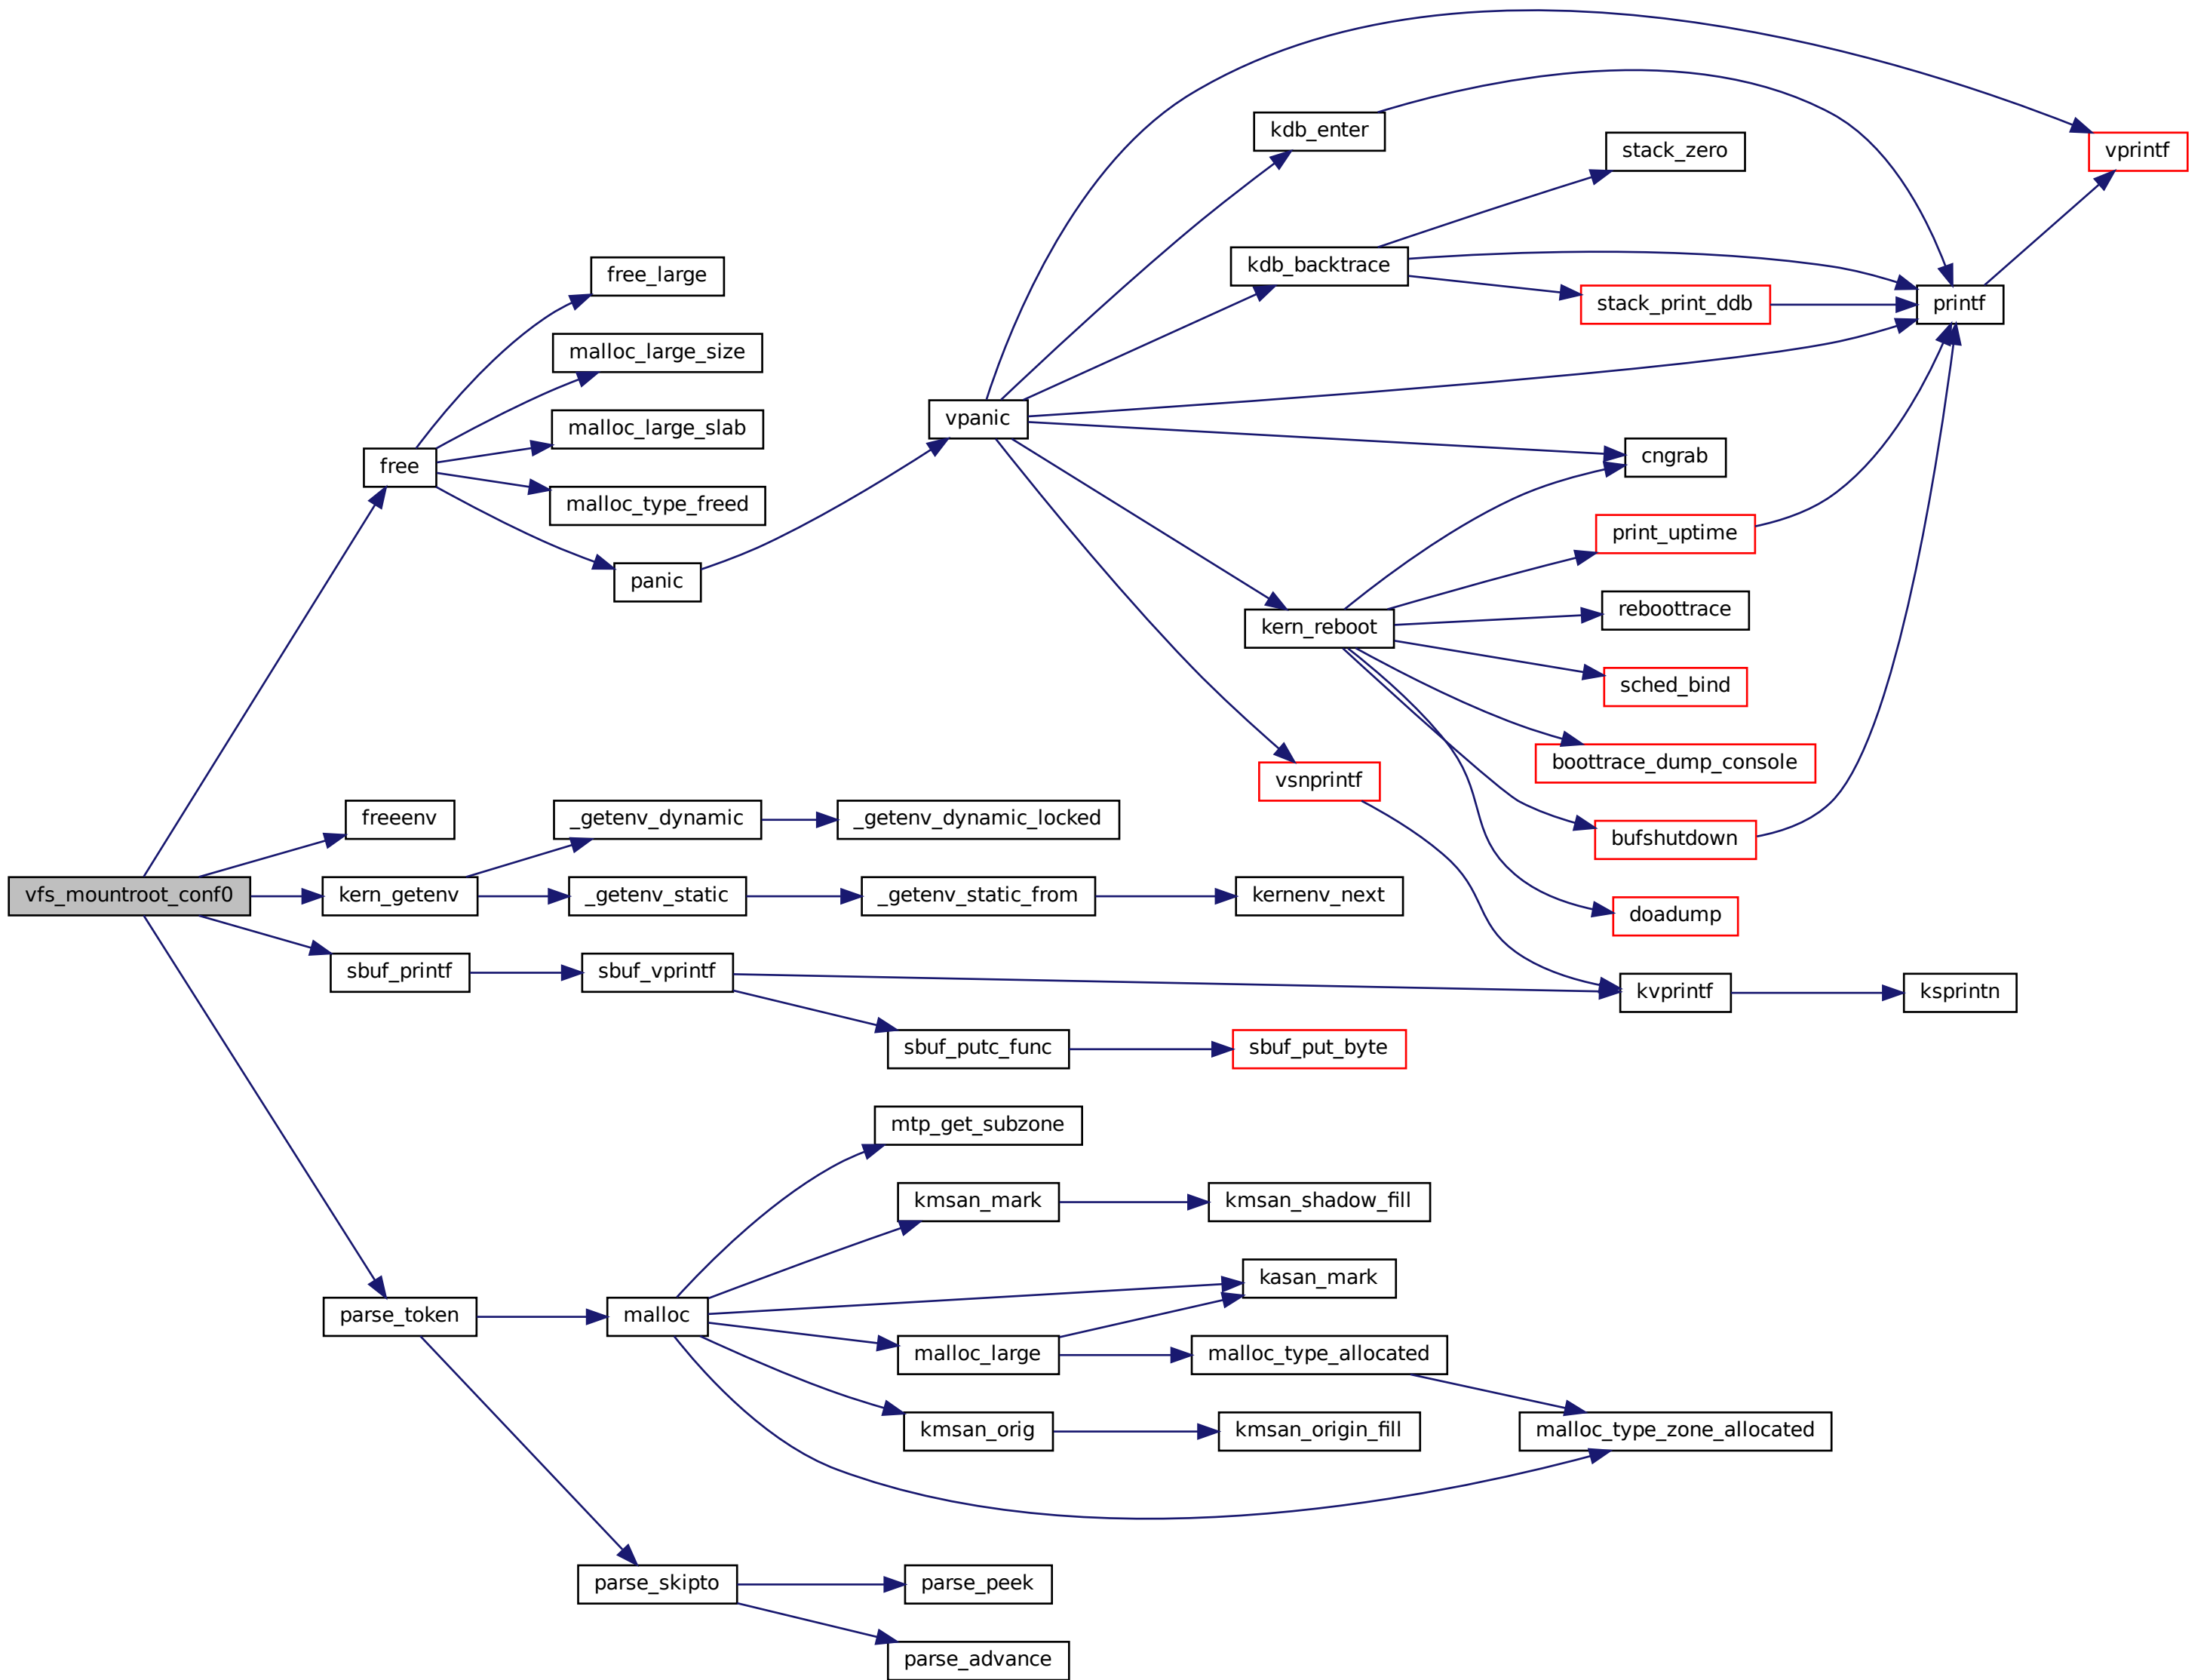 vfs_mountroot_conf0
free
free_large
malloc_large_size
malloc_large_slab
malloc_type_freed
panic
vpanic
kdb_enter
kdb_backtrace
stack_zero
stack_print_ddb
printf
vprintf
cngrab
kern_reboot
print_uptime
reboottrace
sched_bind
boottrace_dump_console
bufshutdown
doadump
vsnprintf
kvprintf
ksprintn
freeenv
kern_getenv
_getenv_dynamic
_getenv_dynamic_locked
_getenv_static
_getenv_static_from
kernenv_next
sbuf_printf
sbuf_vprintf
sbuf_putc_func
sbuf_put_byte
parse_token
malloc
mtp_get_subzone
kmsan_mark
kmsan_shadow_fill
kasan_mark
malloc_large
malloc_type_allocated
malloc_type_zone_allocated
kmsan_orig
kmsan_origin_fill
parse_skipto
parse_peek
parse_advance